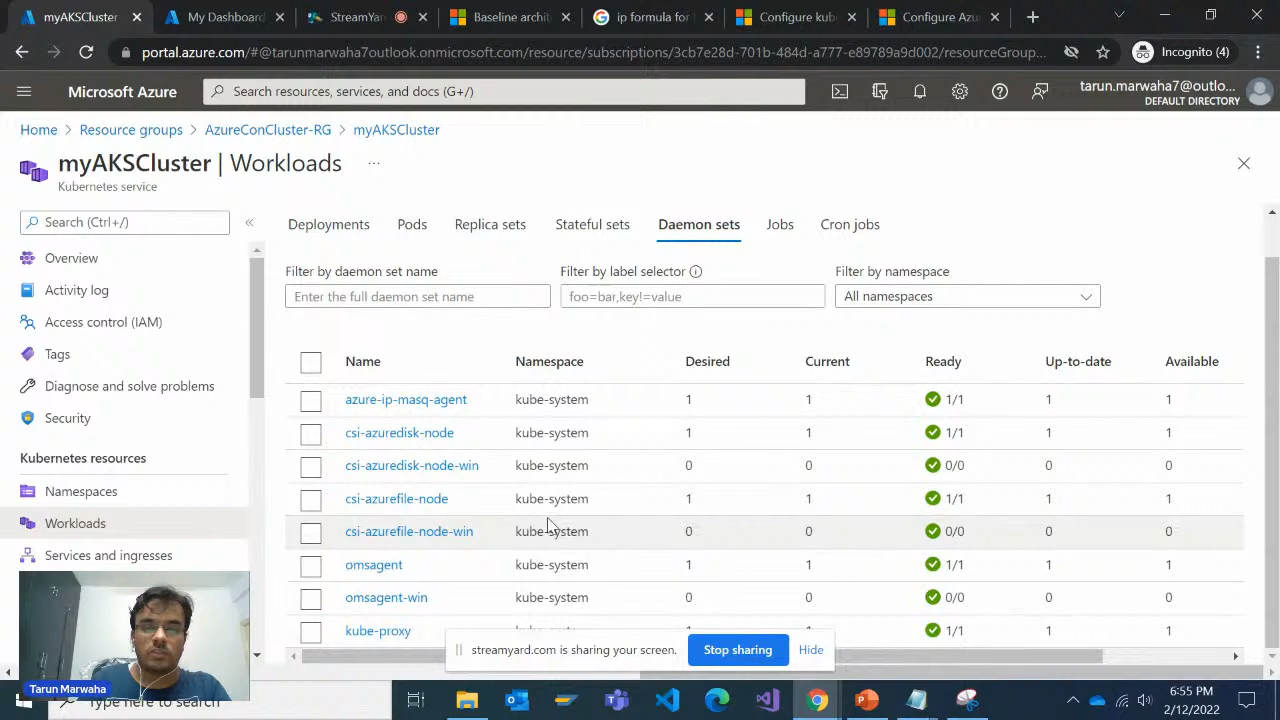 myAKSCluster
My Dashboard
StreamYar
Baseline archit
ip formula for
Configure kub
Configure Azu
portal.azure.com/#@tarunmarwaha7outlook.onmicrosoft.com/resource/subscriptions/3cb7e28d-701b-484d-a777-e89789a9d002/resourceGroup...
Incognito (4)
Microsoft Azure
Search resources, services, and docs (G+/)
tarun.marwaha7@outlo...
DEFAULT DIRECTORY
Home > Resource groups > AzureConCluster-RG > myAKSCluster
myAKSCluster | Workloads ...
Kubernetes service
Search (Ctrl+/)
Overview
Activity log
Access control (IAM)
Tags
Diagnose and solve problems
Security
Kubernetes resources
Namespaces
Workloads
Services and ingresses
Deployments Pods Replica sets Stateful sets Daemon sets Jobs Cron jobs
Filter by daemon set name Filter by label selector Filter by namespace
Enter the full daemon set name foo=bar,key!=value All namespaces
Name Namespace Desired Current Ready Up-to-date Available
azure-ip-masq-agent kube-system 1 1 1/1 1 1
csi-azuredisk-node kube-system 1 1 1/1 1 1
csi-azuredisk-node-win kube-system 0 0 0/0 0 0
csi-azurefile-node kube-system 1 1 1/1 1 1
csi-azurefile-node-win kube-system 0 0 0/0 0 0
omsagent kube-system 1 1 1/1 1 1
omsagent-win kube-system 0 0 0/0 0 0
kube-proxy 1/1 1 1
streamyard.com is sharing your screen. Stop sharing Hide
Tarun Marwaha
Type here to search
6:55 PM
2/12/2022